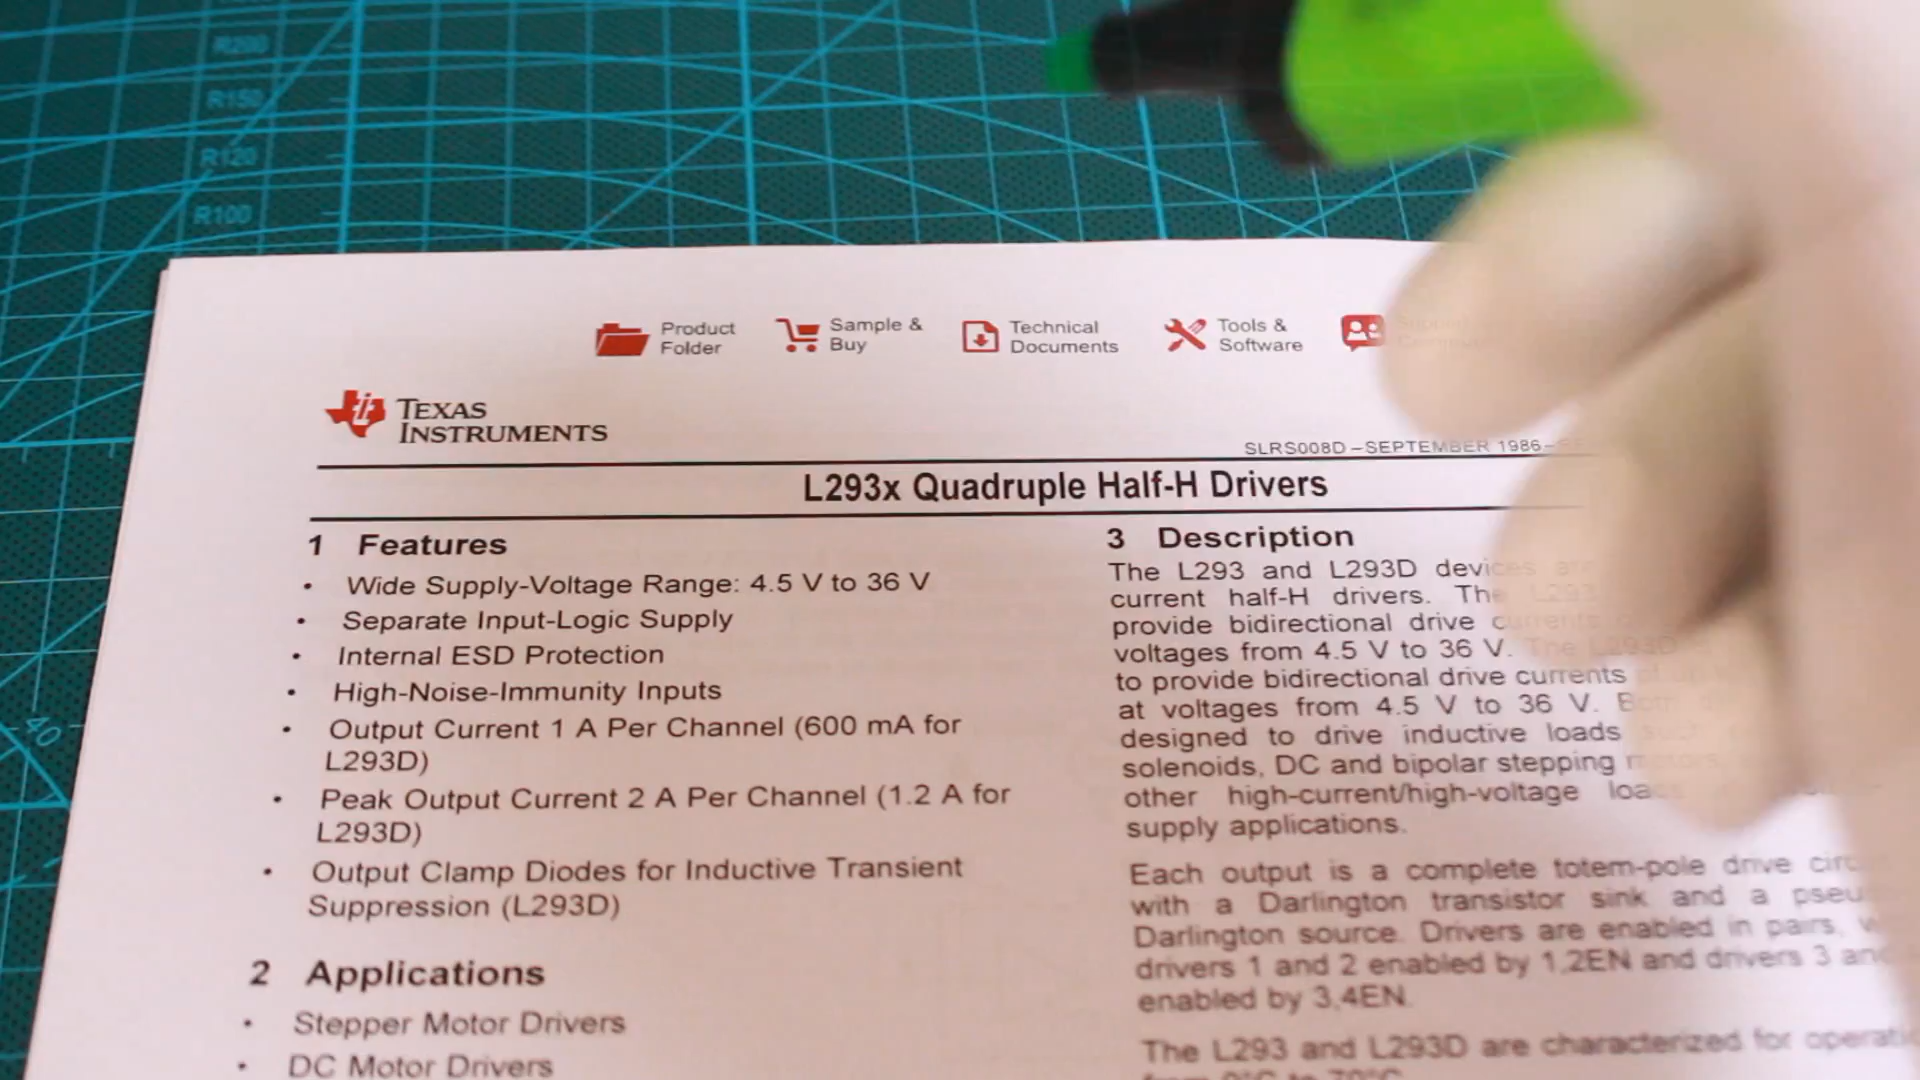 R200
R150
R120
R100
40
Product
Folder
Sample &
Buy
Technical
Documents
Tools &
Software
TEXAS
INSTRUMENTS
SLRS008D –SEPTEMBER 1986–
L293x Quadruple Half-H Drivers
1 Features
• Wide Supply-Voltage Range: 4.5 V to 36 V
• Separate Input-Logic Supply
• Internal ESD Protection
• High-Noise-Immunity Inputs
• Output Current 1 A Per Channel (600 mA for
L293D)
• Peak Output Current 2 A Per Channel (1.2 A for
L293D)
• Output Clamp Diodes for Inductive Transient
Suppression (L293D)
2 Applications
• Stepper Motor Drivers
• DC Motor Drivers
3 Description
The L293 and L293D devices
current half-H drivers. The L293
provide bidirectional drive currents
voltages from 4.5 V to 36 V. The L293D
to provide bidirectional drive currents
at voltages from 4.5 V to 36 V.
designed to drive inductive loads
solenoids, DC and bipolar stepping
other high-current/high-voltage
supply applications.
Each output is a complete totem-pole drive
with a Darlington transistor sink and a
Darlington source. Drivers are enabled in pairs,
drivers 1 and 2 enabled by 1,2EN and drivers 3
enabled by 3,4EN.
The L293 and L293D are characterized for